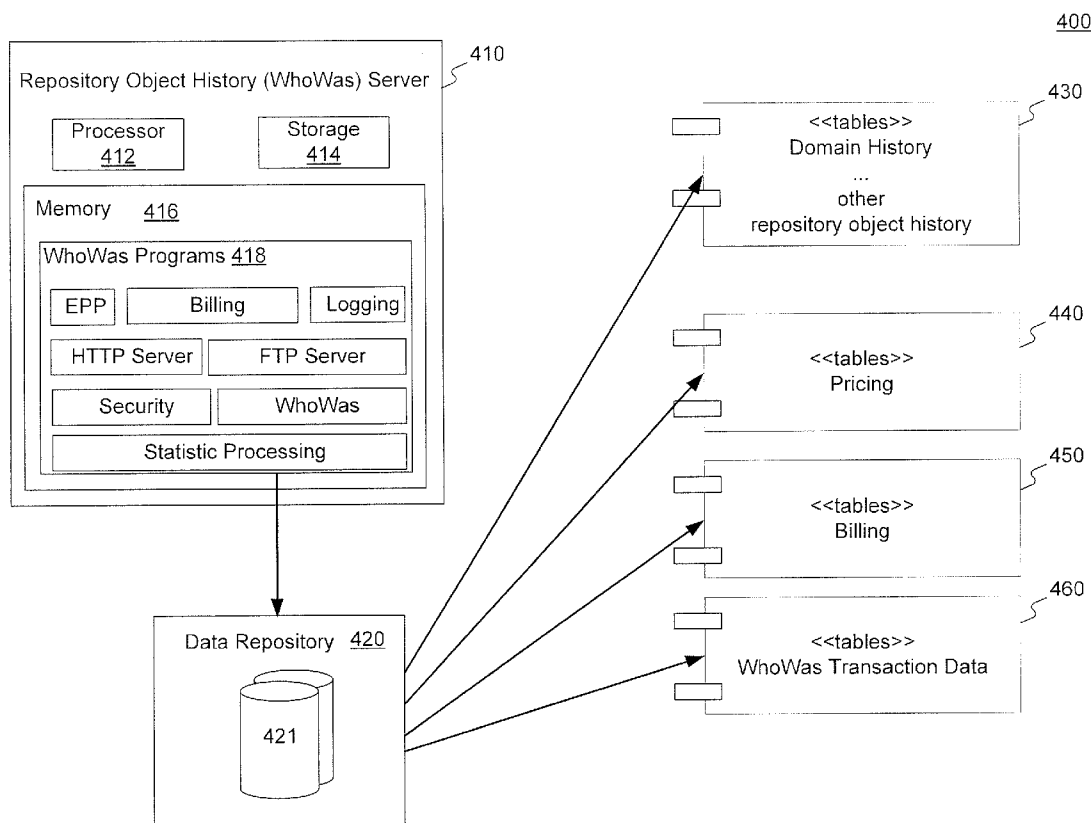 400
Repository Object History (WhoWas) Server
410
Processor
412
Storage
414
Memory 416
WhoWas Programs 418
EPP
Billing
Logging
HTTP Server
FTP Server
Security
WhoWas
Statistic Processing
Data Repository 420
421
430
<<tables>>
Domain History
...
other
repository object history
440
<<tables>>
Pricing
450
<<tables>>
Billing
460
<<tables>>
WhoWas Transaction Data